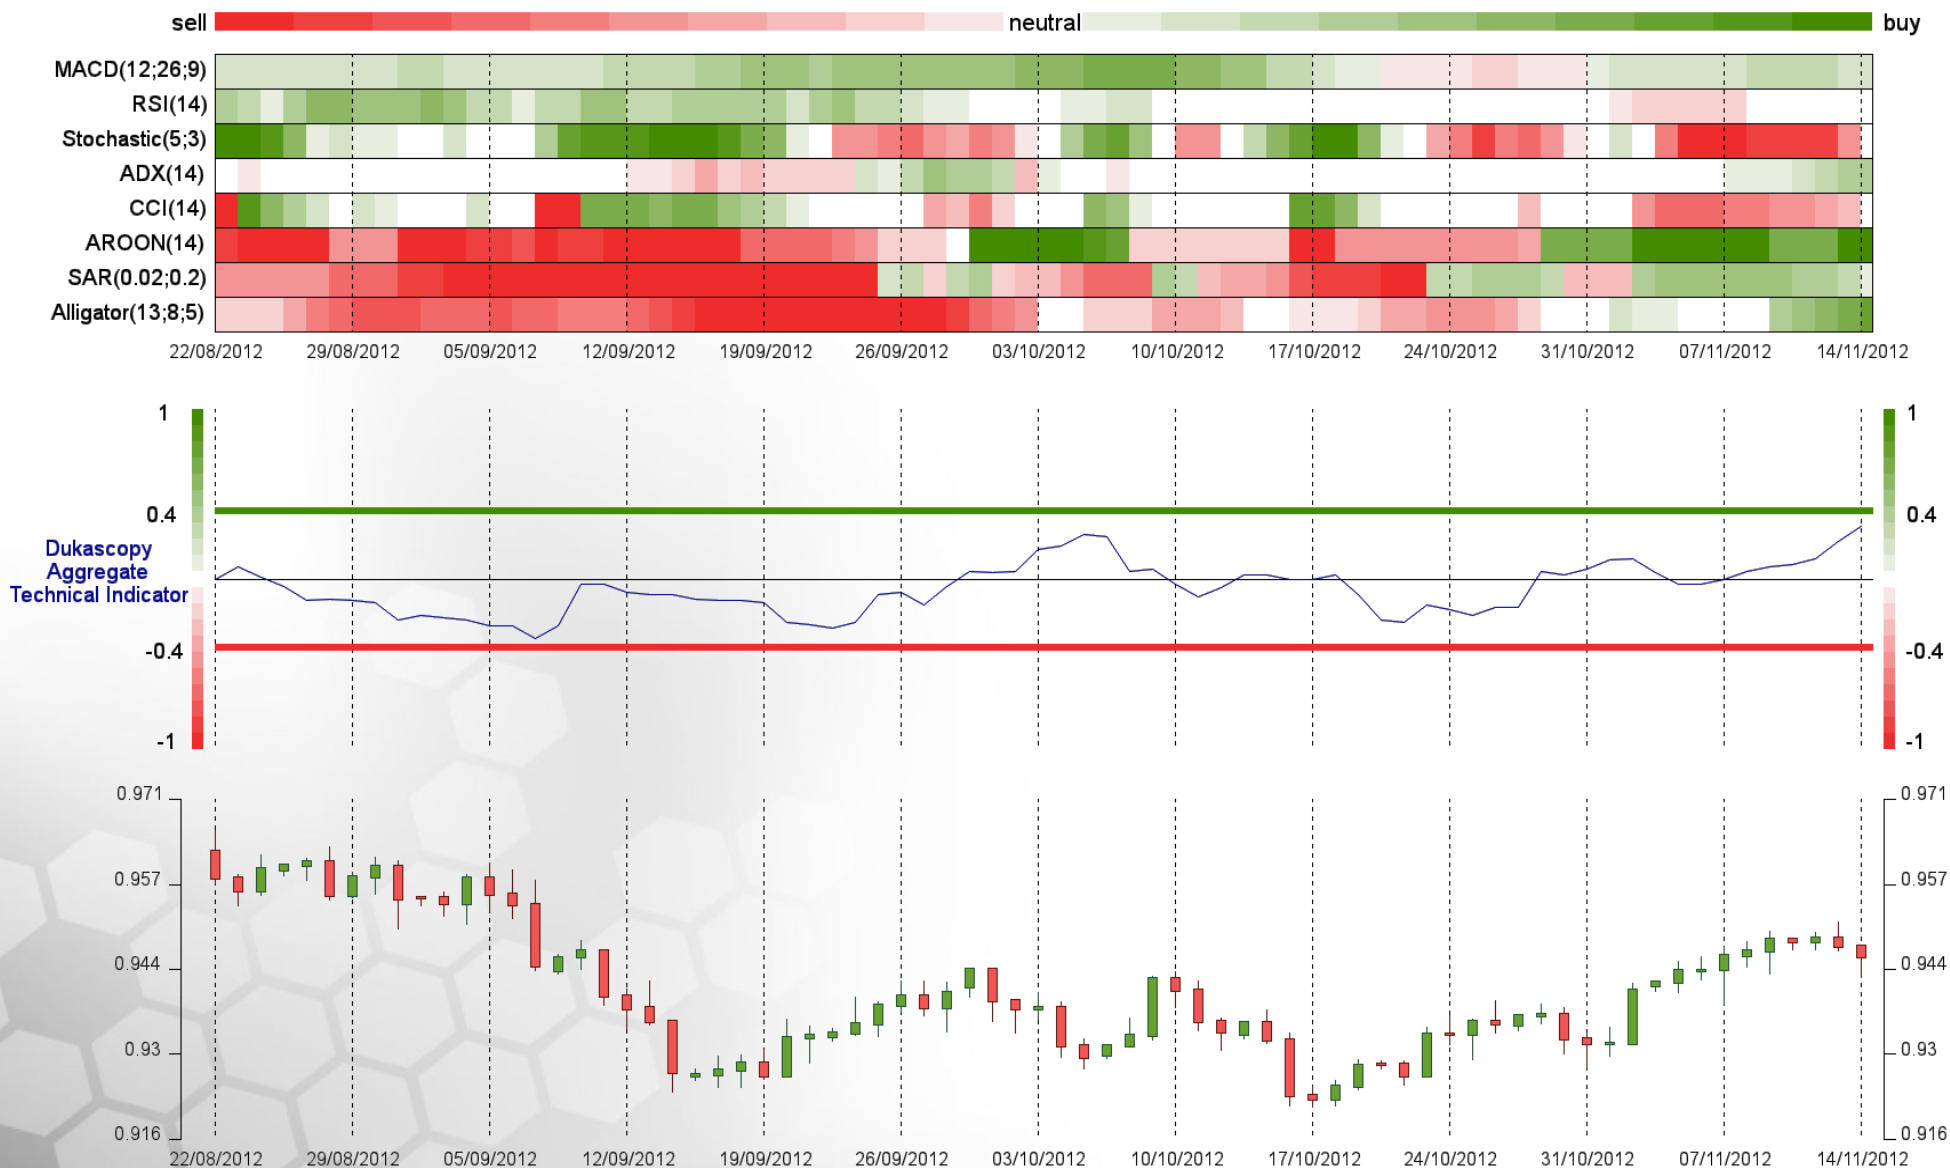 sell neutral buy
MACD(12;26;9)
RSI(14)
Stochastic(5;3)
ADX(14)
CCI(14)
AROON(14)
SAR(0.02;0.2)
Alligator(13;8;5)
22/08/2012 29/08/2012 05/09/2012 12/09/2012 19/09/2012 26/09/2012 03/10/2012 10/10/2012 17/10/2012 24/10/2012 31/10/2012 07/11/2012 14/11/2012
1 1
0.4 0.4
Dukascopy
Aggregate
Technical Indicator
-0.4 -0.4
-1 -1
0.971 0.971
0.957 0.957
0.944 0.944
0.93 0.93
0.916 0.916
22/08/2012 29/08/2012 05/09/2012 12/09/2012 19/09/2012 26/09/2012 03/10/2012 10/10/2012 17/10/2012 24/10/2012 31/10/2012 07/11/2012 14/11/2012